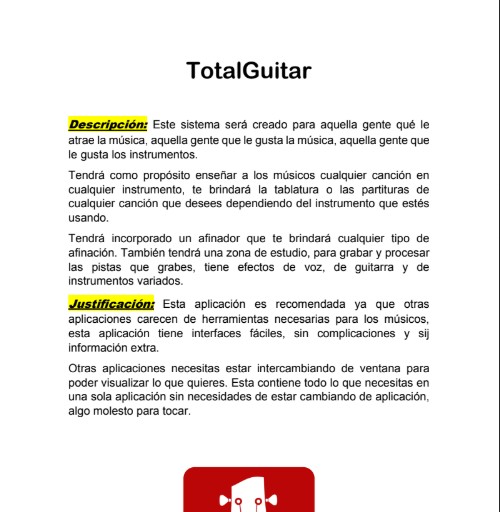 TotalGuitar
Descripción: Este sistema será creado para aquella gente qué le
atrae la música, aquella gente que le gusta la música, aquella gente que
le gusta los instrumentos.
Tendrá como propósito enseñar a los músicos cualquier canción en
cualquier instrumento, te brindará la tablatura o las partituras de
cualquier canción que desees dependiendo del instrumento que estés
usando.
Tendrá incorporado un afinador que te brindará cualquier tipo de
afinación. También tendrá una zona de estudio, para grabar y procesar
las pistas que grabes, tiene efectos de voz, de guitarra y de
instrumentos variados.
Justificación: Esta aplicación es recomendada ya que otras
aplicaciones carecen de herramientas necesarias para los músicos,
esta aplicación tiene interfaces fáciles, sin complicaciones y sij
información extra.
Otras aplicaciones necesitas estar intercambiando de ventana para
poder visualizar lo que quieres. Esta contiene todo lo que necesitas en
una sola aplicación sin necesidades de estar cambiando de aplicación,
algo molesto para tocar.